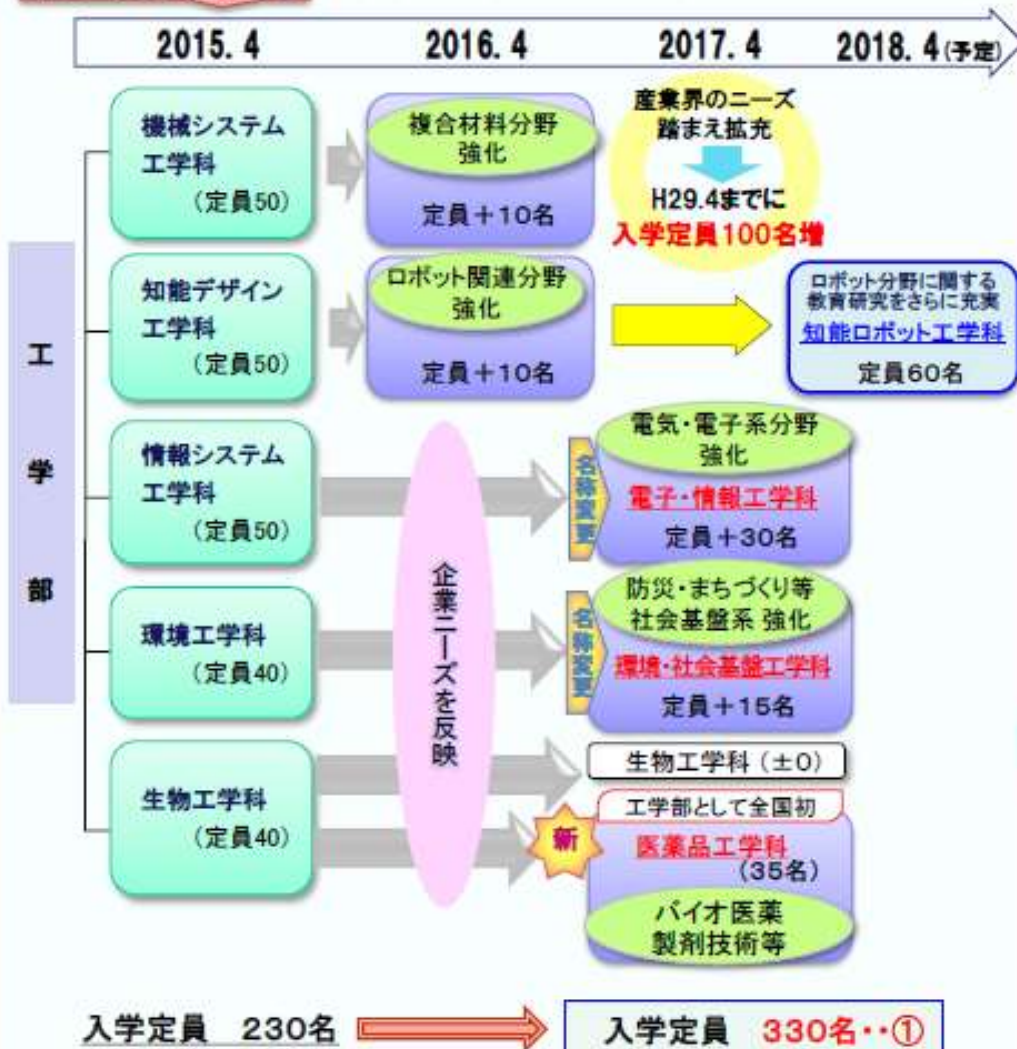 2015. 4
2016. 4
2017. 4
2018. 4(予定)
工
学
部
機械システム
工学科
(定員50)
複合材料分野
強化
定員+10名
産業界のニーズ
踏まえ拡充
H29.4までに
入学定員100名増
知能デザイン
工学科
(定員50)
ロボット関連分野
強化
定員+10名
ロボット分野に関する
教育研究をさらに充実
知能ロボット工学科
定員60名
情報システム
工学科
(定員50)
企業ニーズを反映
名称変更
電気・電子系分野
強化
電子・情報工学科
定員+30名
環境工学科
(定員40)
名称変更
防災・まちづくり等
社会基盤系 強化
環境・社会基盤工学科
定員+15名
生物工学科
(定員40)
生物工学科 (±0)
新
工学部として全国初
医薬品工学科
(35名)
バイオ医薬
製剤技術等
入学定員 230名
入学定員 330名・・①